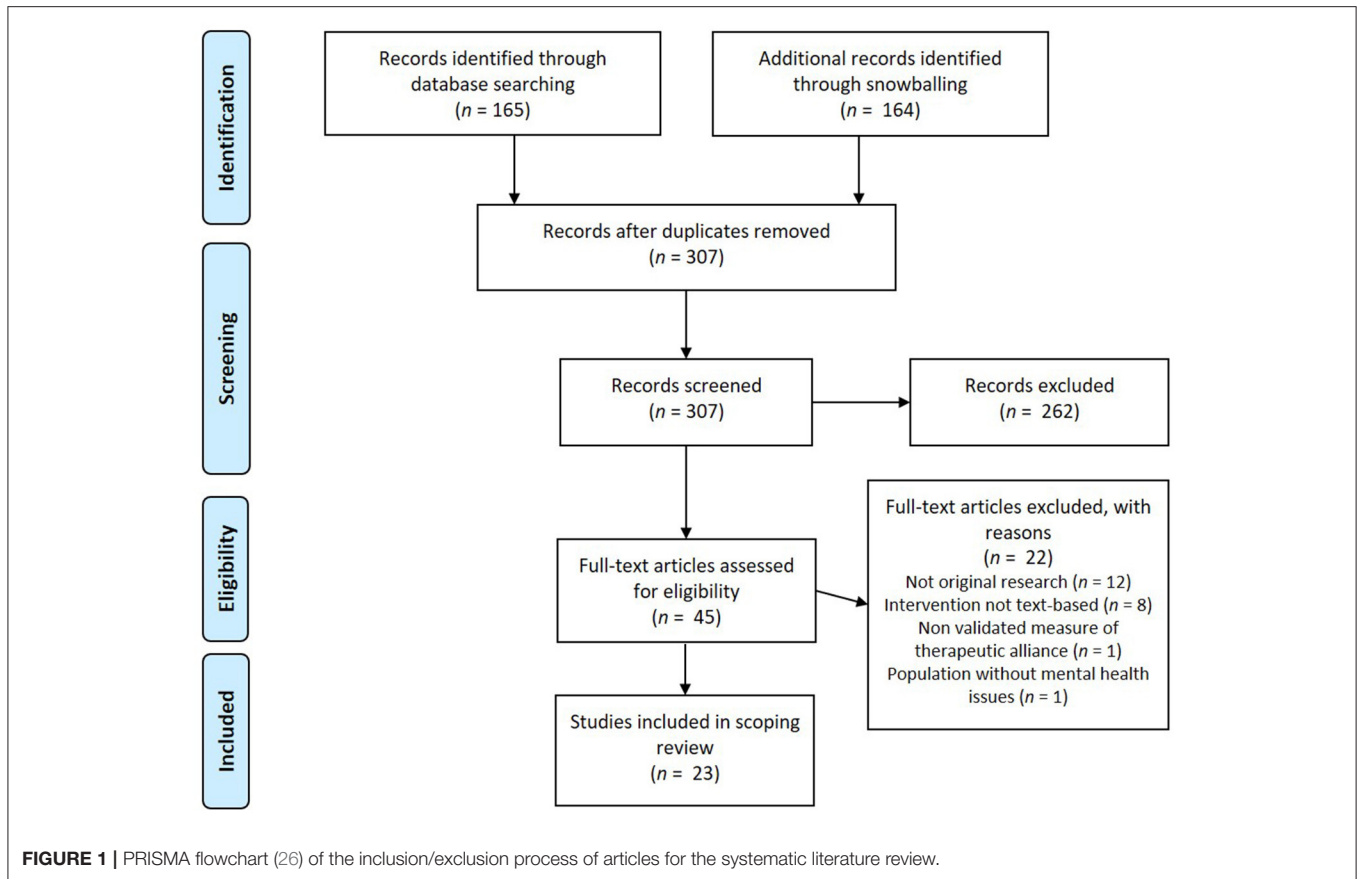 Identification
Records identified through
database searching
(n = 165)
Additional records identified
through snowballing
(n = 164)
Records after duplicates removed
(n = 307)
Screening
Records screened
(n = 307)
Records excluded
(n = 262)
Eligibility
Full-text articles assessed
for eligibility
(n = 45)
Full-text articles excluded, with
reasons
(n = 22)
Not original research (n = 12)
Intervention not text-based (n = 8)
Non validated measure of
therapeutic alliance (n = 1)
Population without mental health
issues (n = 1)
Included
Studies included in scoping
review
(n = 23)
FIGURE 1 | PRISMA flowchart (26) of the inclusion/exclusion process of articles for the systematic literature review.